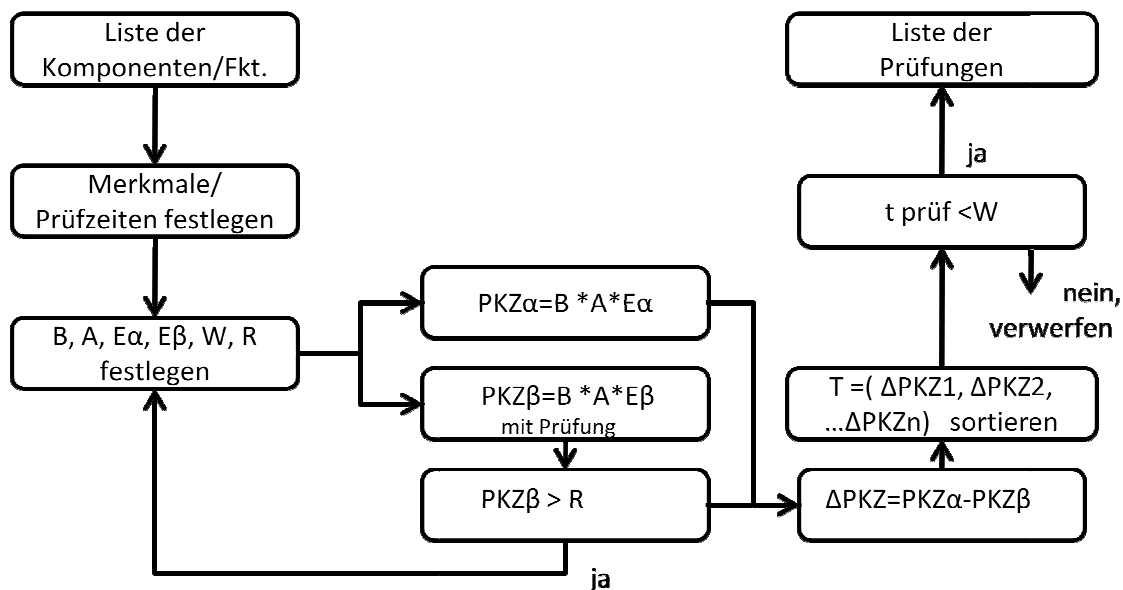 Liste der
Komponenten/Fkt.
Merkmale/
Prüfzeiten festlegen
B, A, Eα, Eβ, W, R
festlegen
PKZα=B *A*Eα
PKZβ=B *A*Eβ
mit Prüfung
PKZβ > R
ja
ΔPKZ=PKZα-PKZβ
T =( ΔPKZ1, ΔPKZ2,
...ΔPKZn) sortieren
t prüf <W
nein,
verwerfen
ja
Liste der
Prüfungen